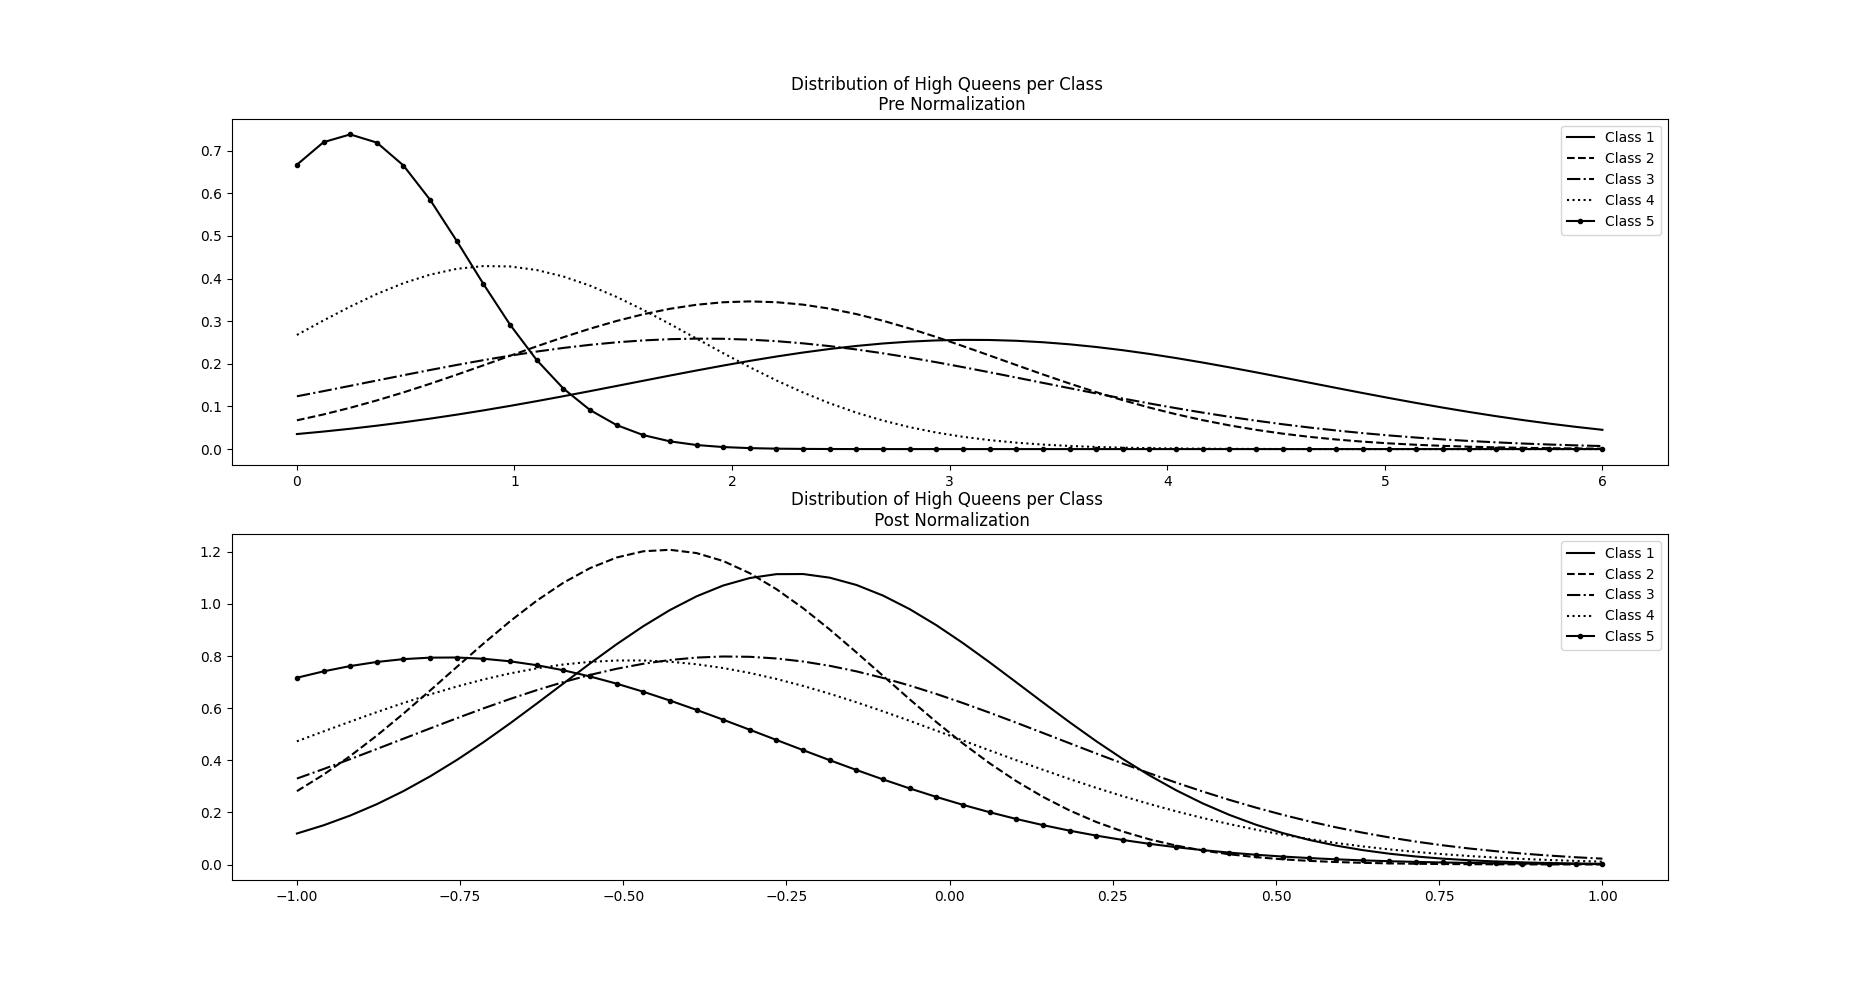 Distribution of High Queens per Class
Pre Normalization
0.7
0.6
0.5
0.4
0.3
0.2
0.1
0.0
0 1 2 3 4 5 6
Class 1
Class 2
Class 3
Class 4
Class 5
Distribution of High Queens per Class
Post Normalization
1.2
1.0
0.8
0.6
0.4
0.2
0.0
−1.00 −0.75 −0.50 −0.25 0.00 0.25 0.50 0.75 1.00
Class 1
Class 2
Class 3
Class 4
Class 5